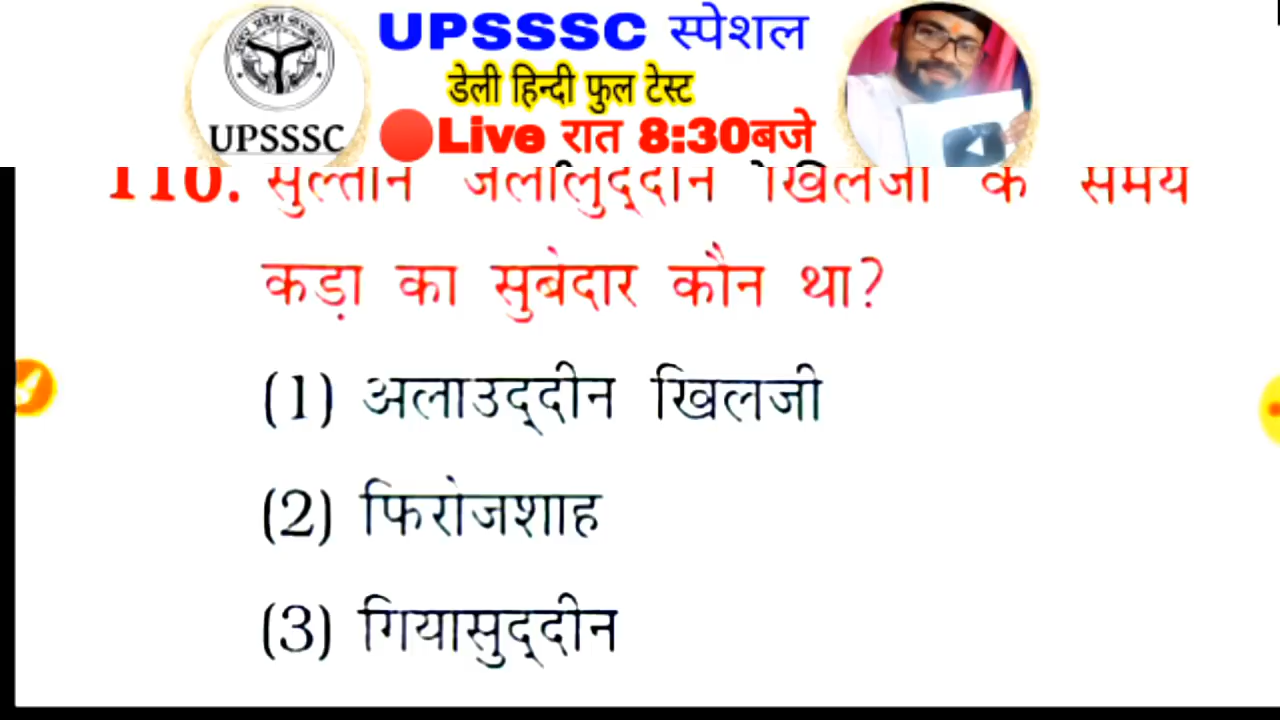 UPSSSC स्पेशल
डेली हिन्दी फुल टेस्ट
UPSSSC
Live रात 8:30बजे
110. सुल्तान जलालुद्दीन खिलजी के समय
कड़ा का सुबेदार कौन था?
(1) अलाउद्दीन खिलजी
(2) फिरोजशाह
(3) गियासुद्दीन